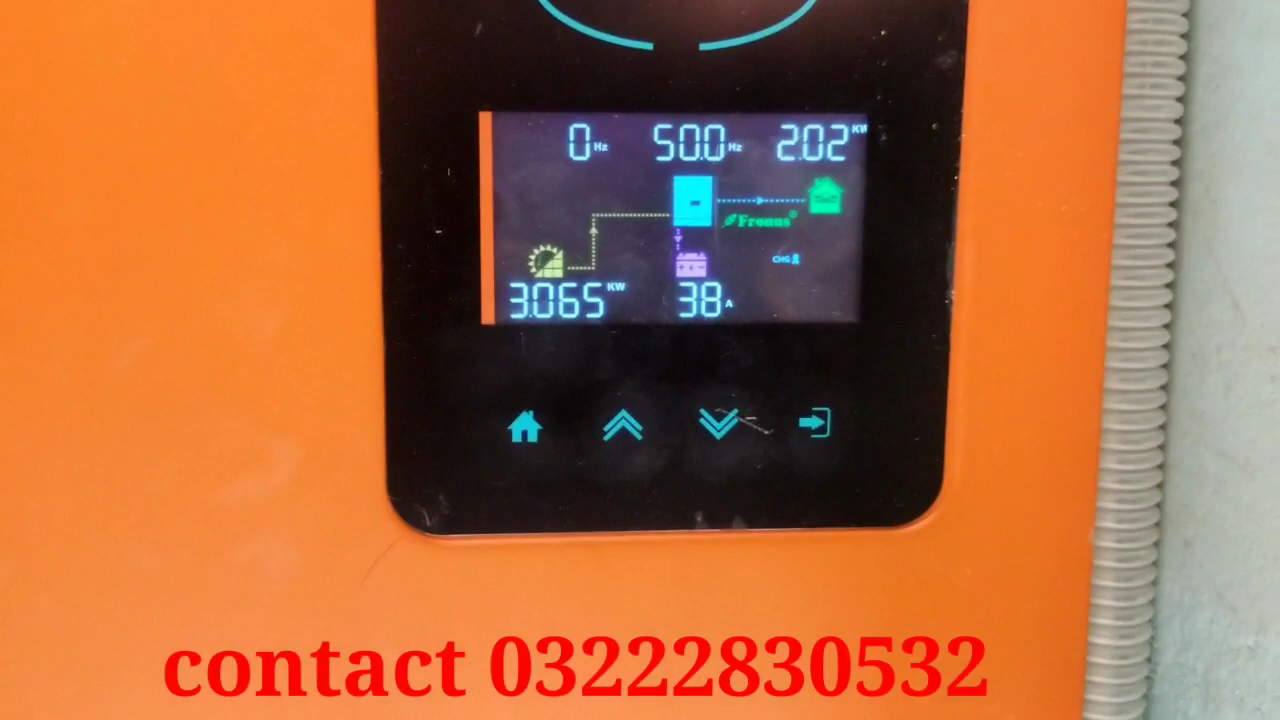 0 Hz 50.0 Hz 2.02 KW
Fronus®
CHG
3.065 KW 38 A
contact 03222830532